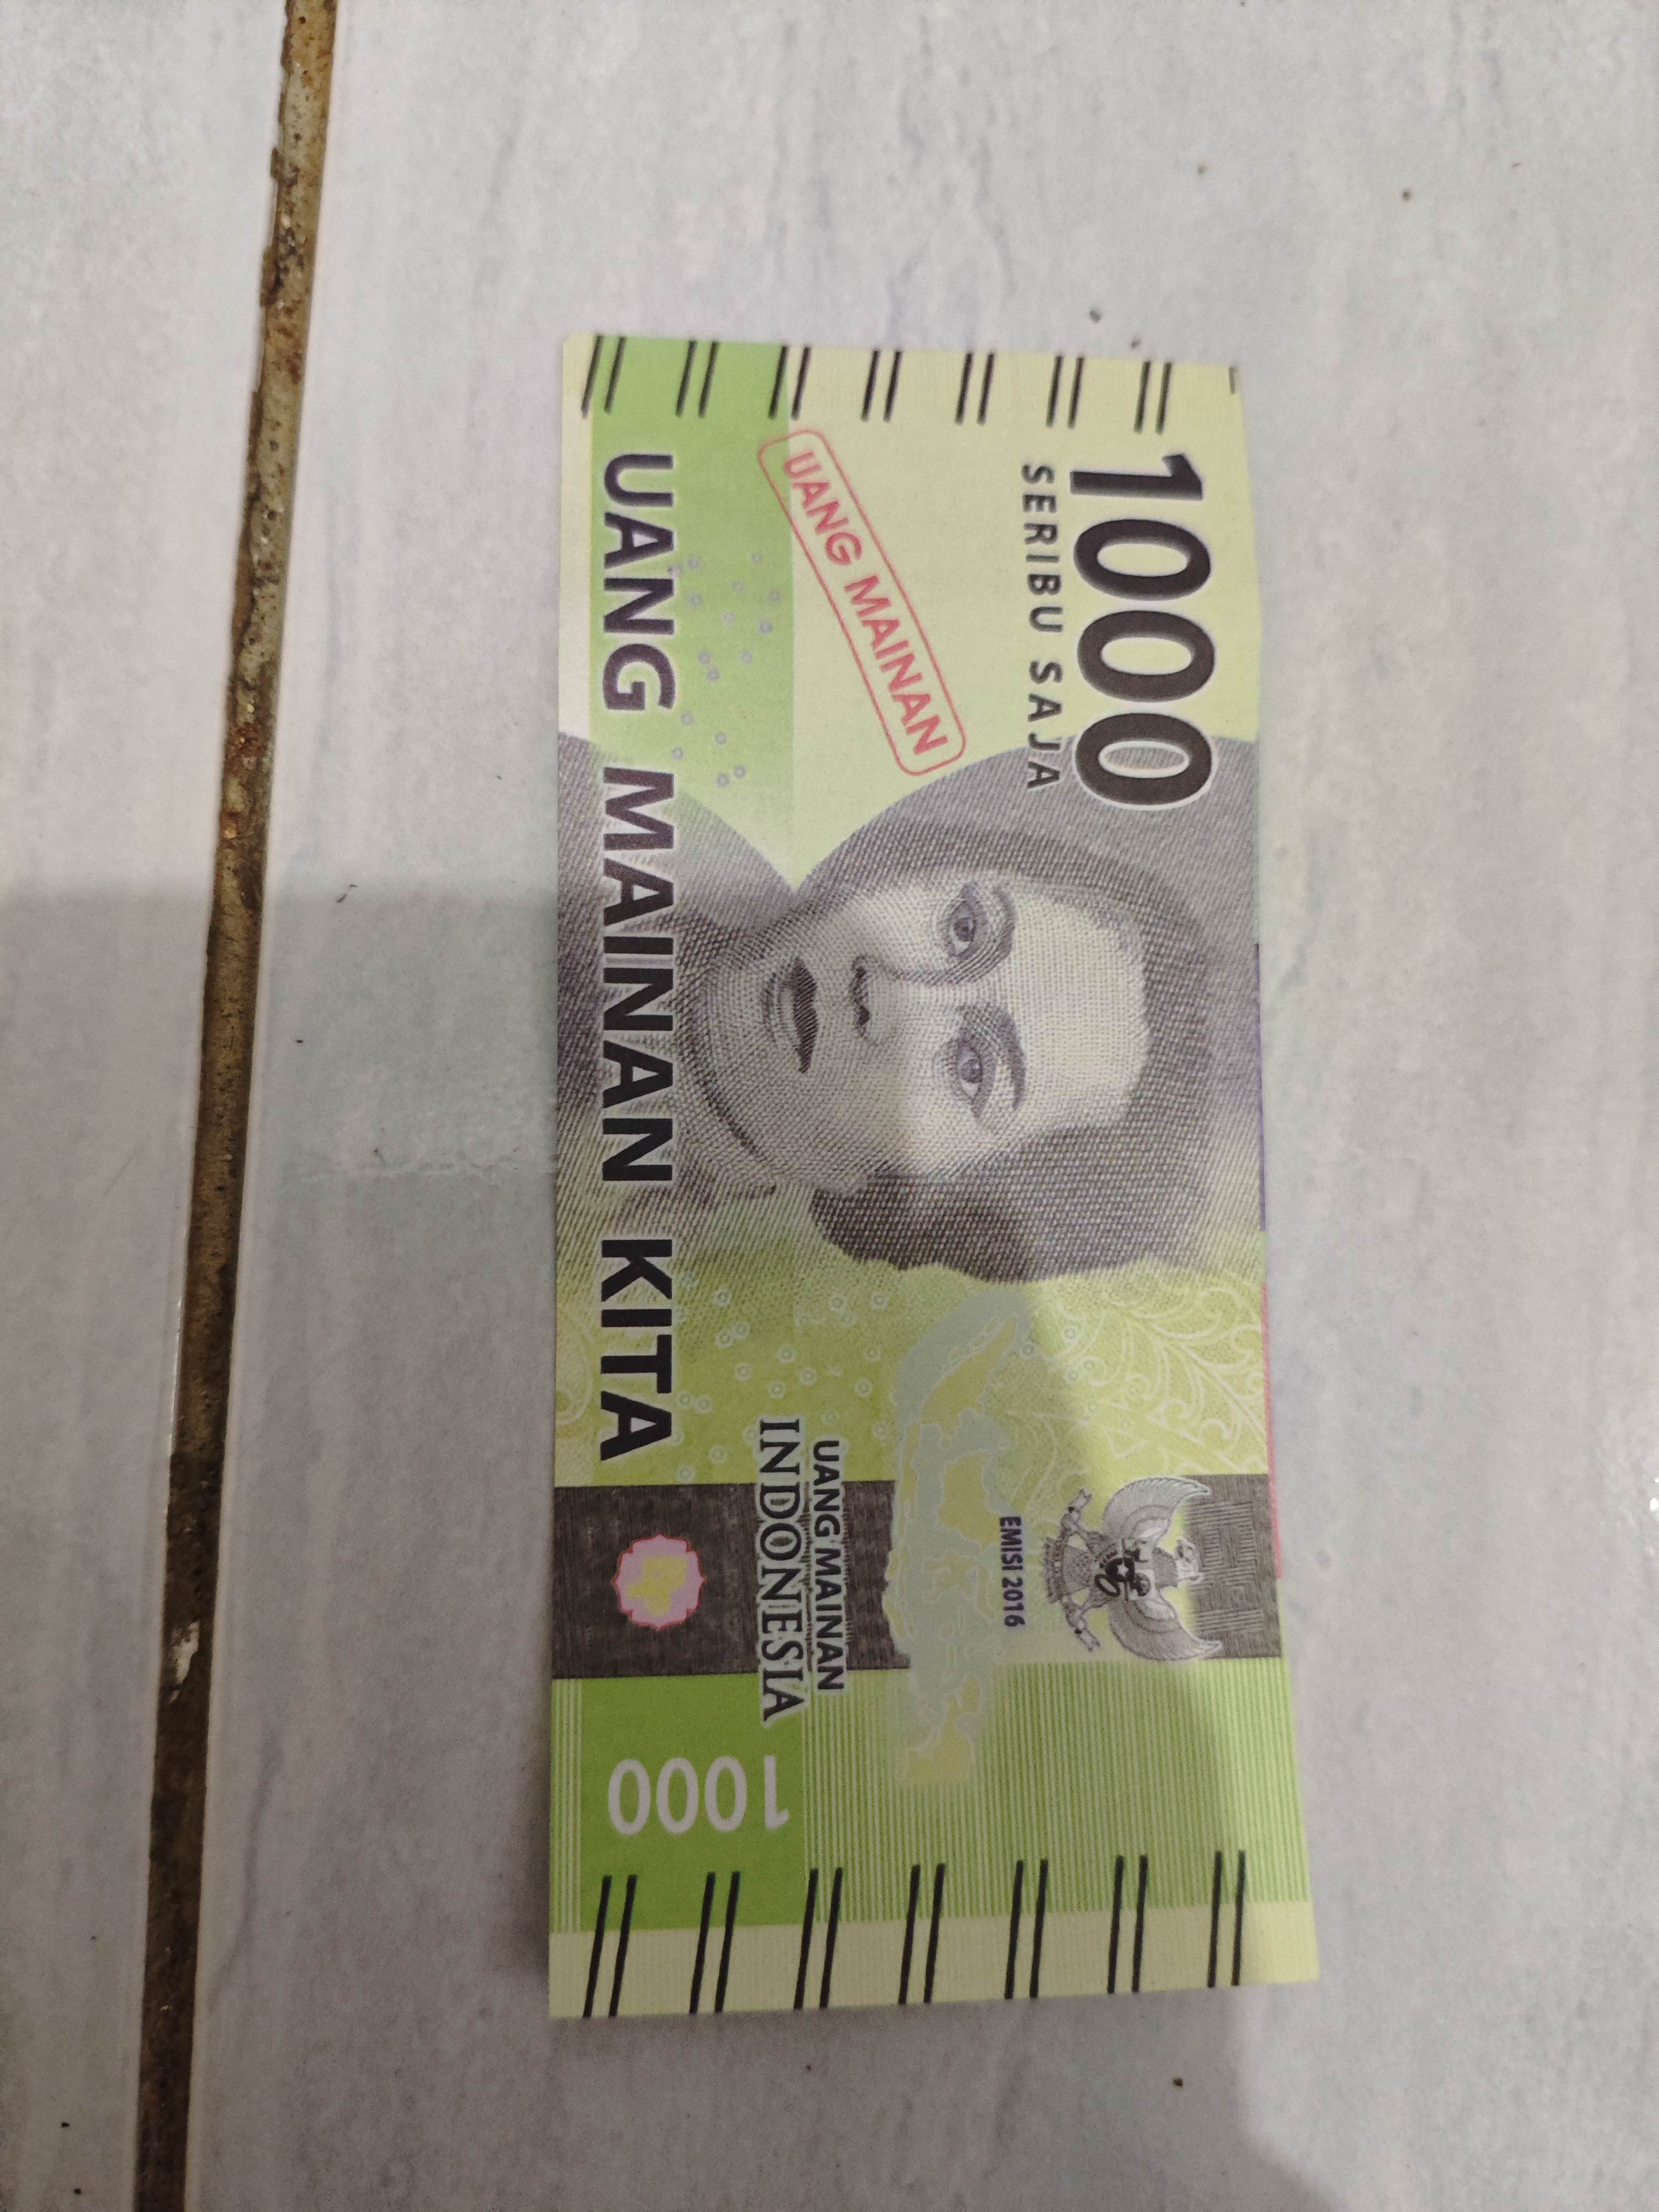 1000
SERIBU SAJA
UANG MAINAN
UANG MAINAN KITA
EMISI 2016
UANG MAINAN
INDONESIA
1000